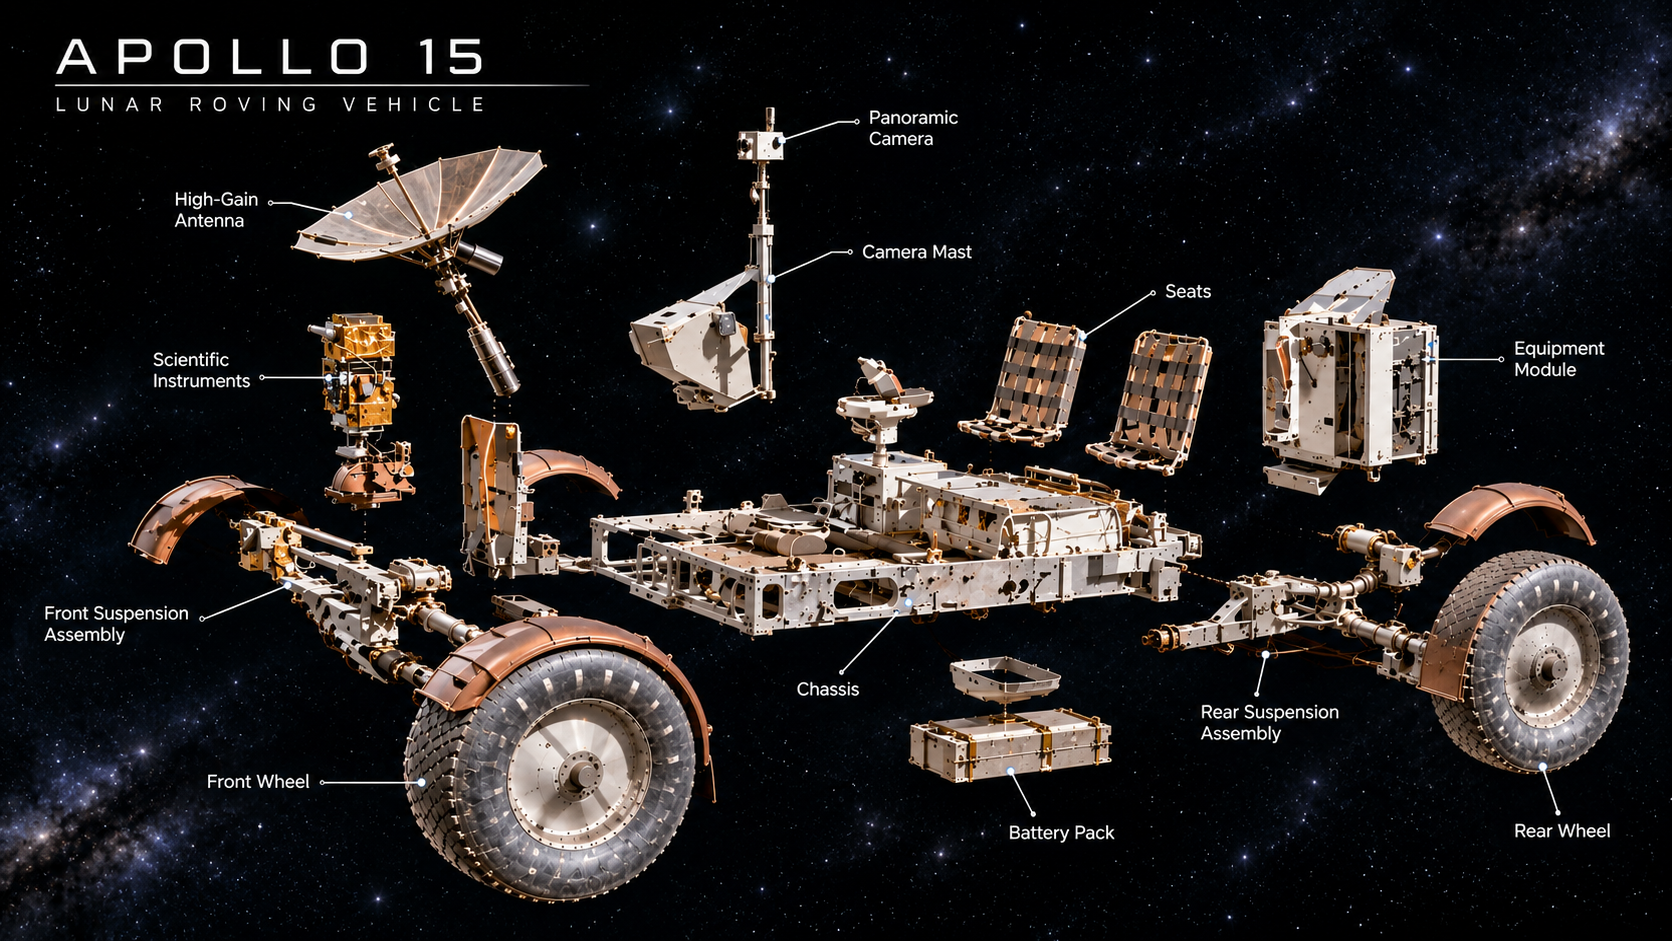 APOLLO 15
LUNAR ROVING VEHICLE
Panoramic
Camera
High-Gain
Antenna
Camera Mast
Seats
Scientific
Instruments
Equipment
Module
Front Suspension
Assembly
Chassis
Rear Suspension
Assembly
Front Wheel
Battery Pack
Rear Wheel